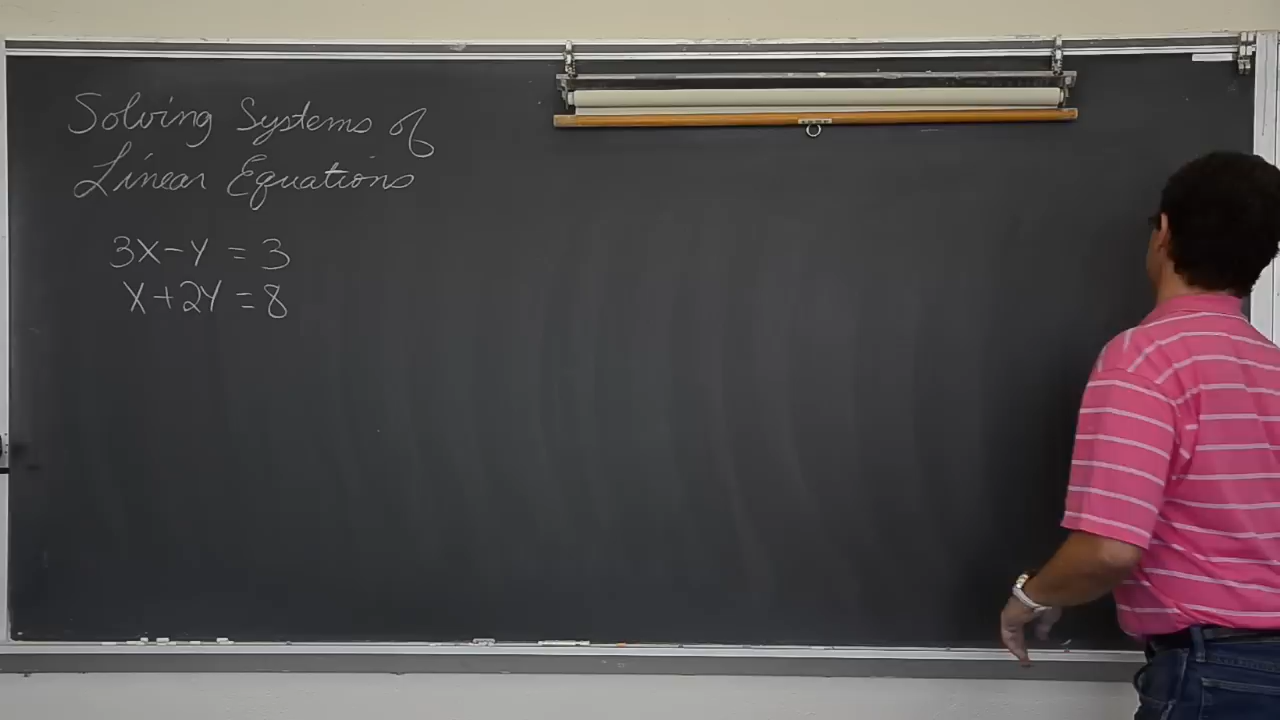 Solving Systems of
Linear Equations
3x-y = 3
x+2y = 8